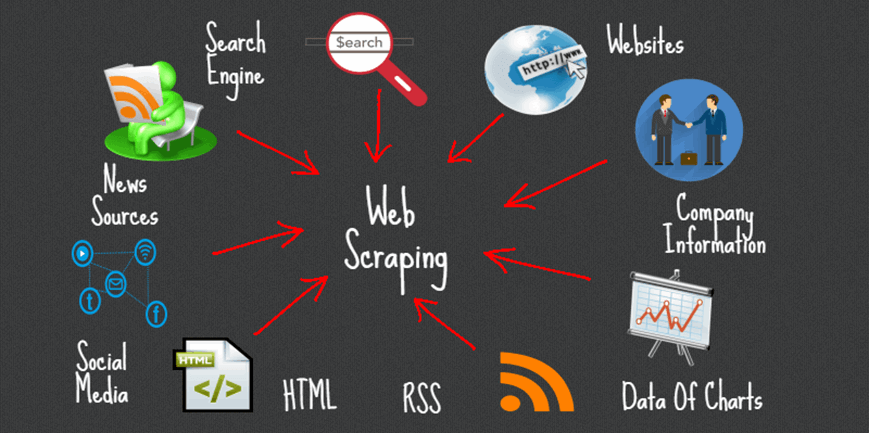 Search
Engine
$earch
Websites
http://www
News
Sources
Web
Scraping
Company
Information
Social
Media
t
f
HTML
</>
HTML
RSS
Data Of Charts